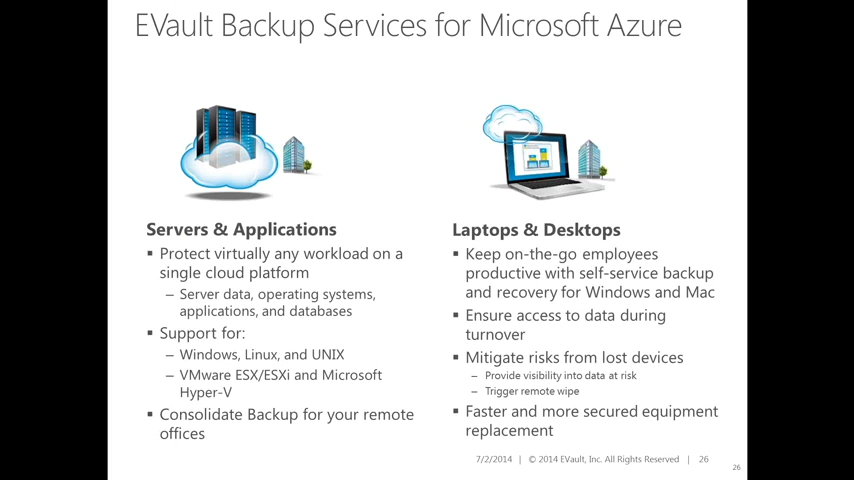 EVault Backup Services for Microsoft Azure
Servers & Applications
▪ Protect virtually any workload on a
single cloud platform
– Server data, operating systems,
applications, and databases
▪ Support for:
– Windows, Linux, and UNIX
– VMware ESX/ESXi and Microsoft
Hyper-V
▪ Consolidate Backup for your remote
offices
Laptops & Desktops
▪ Keep on-the-go employees
productive with self-service backup
and recovery for Windows and Mac
▪ Ensure access to data during
turnover
▪ Mitigate risks from lost devices
– Provide visibility into data at risk
– Trigger remote wipe
▪ Faster and more secured equipment
replacement
7/2/2014 | © 2014 EVault, Inc. All Rights Reserved | 26
26